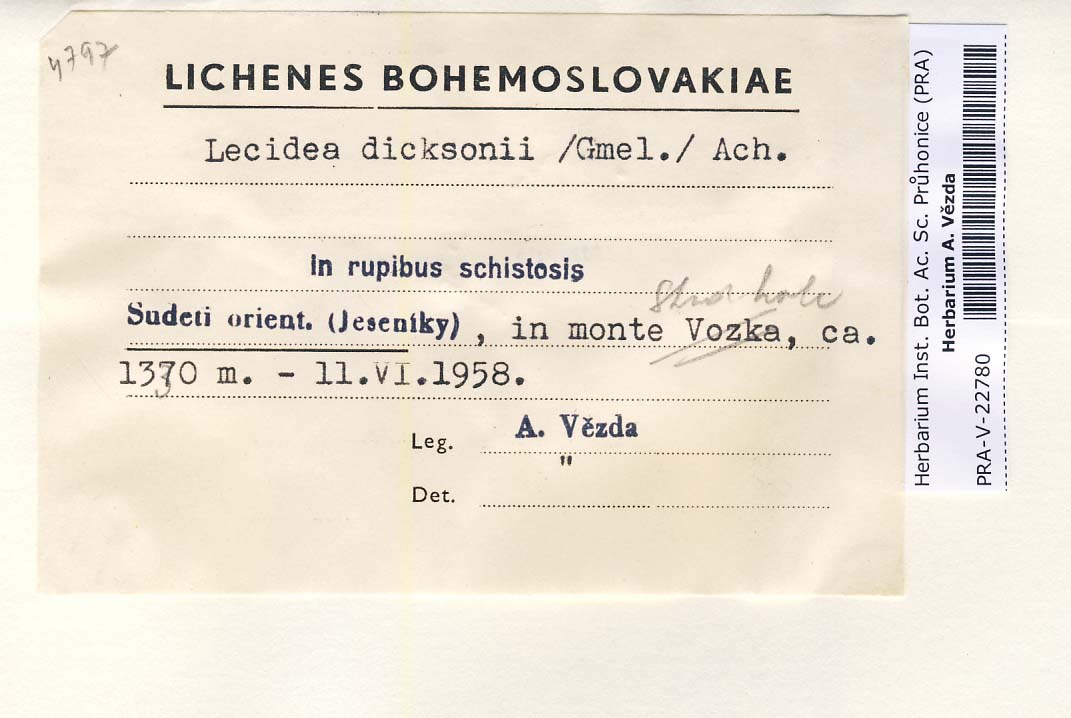 4797
LICHENES BOHEMOSLOVAKIAE
Lecidea dicksonii /Gmel./ Ach.
In rupibus schistosis
Sudeti orient. (Jeseníky), in monte Vozka, ca.
1370 m. - 11.VI.1958.
Leg. A. Vězda
Det. "
Herbarium Inst. Bot. Ac. Sc. Průhonice (PRA)
Herbarium A. Vězda
PRA-V-22780